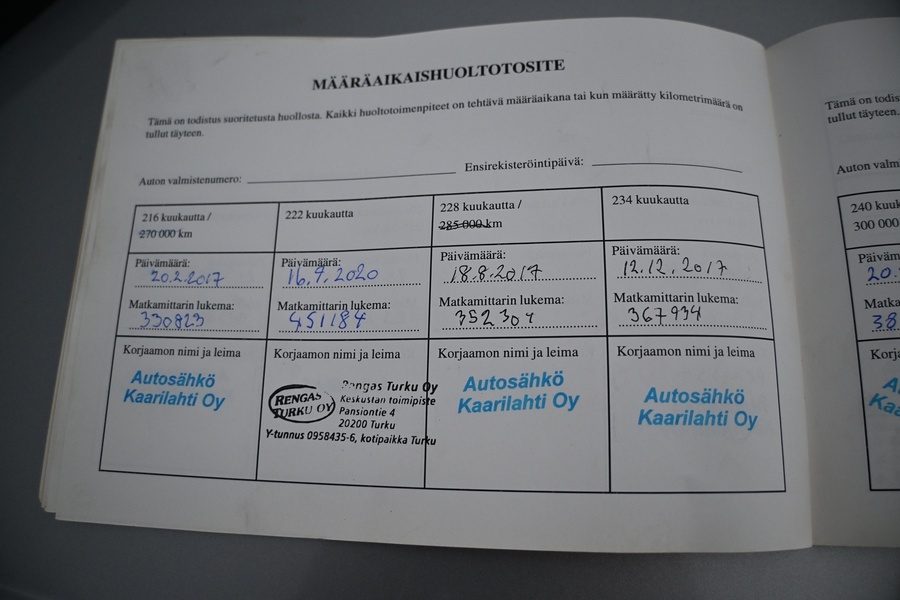 MÄÄRÄAIKAISHUOLTOTOSITE
Tämä on todistus suoritetusta huollosta. Kaikki huoltotoimenpiteet on tehtävä määräaikana tai kun määrätty kilometrimäärä on
tullut täyteen.
Auton valmistenumero:
Ensirekisteröintipäivä:
216 kuukautta /
270 000 km
Päivämäärä:
20.2.2017
Matkamittarin lukema:
330823
Korjaamon nimi ja leima
Autosähkö
Kaarilahti Oy
222 kuukautta
Päivämäärä:
16.9.2020
Matkamittarin lukema:
451184
Korjaamon nimi ja leima
RENGAS
TURKU OY
Rengas Turku Oy
Keskustan toimipiste
Pansiontie 4
20200 Turku
Y-tunnus 0958435-6, kotipaikka Turku
228 kuukautta /
285 000 km
Päivämäärä:
18.8.2017
Matkamittarin lukema:
352304
Korjaamon nimi ja leima
Autosähkö
Kaarilahti Oy
234 kuukautta
Päivämäärä:
12.12.2017
Matkamittarin lukema:
367934
Korjaamon nimi ja leima
Autosähkö
Kaarilahti Oy
Tämä on
tullut täyteen.
Auton
240
300 000
20.
38